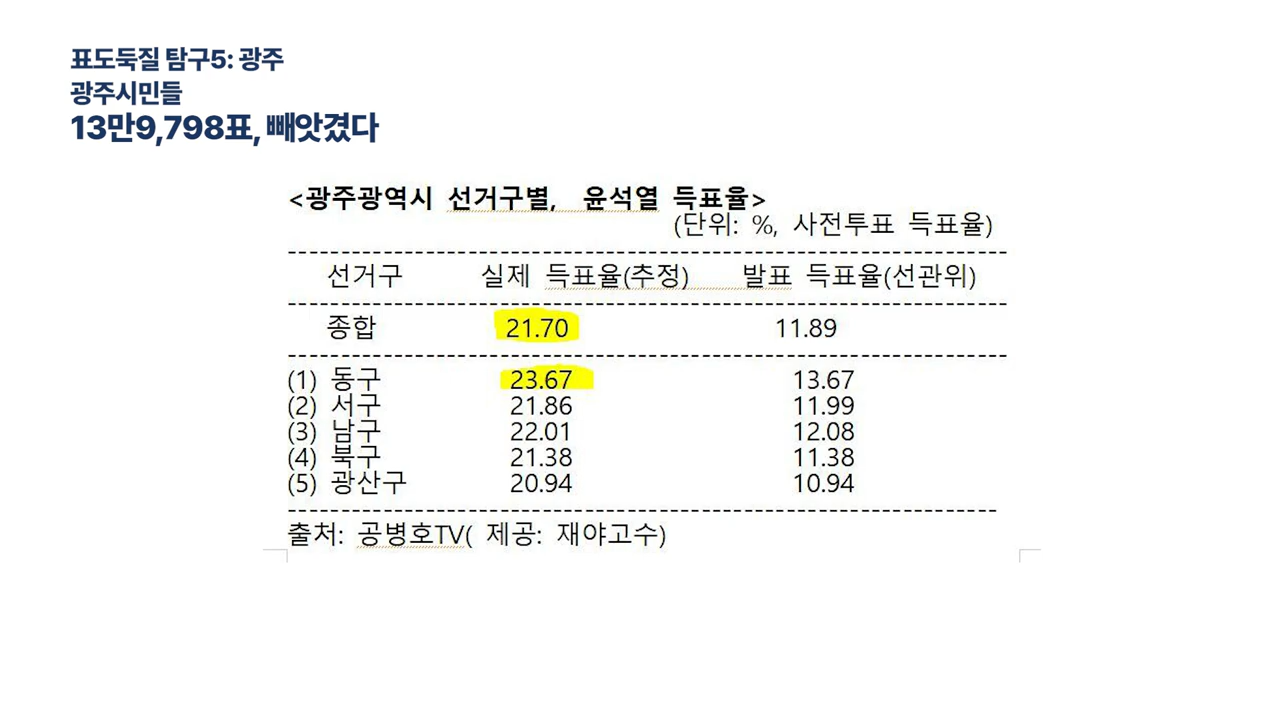 표도둑질 탐구5: 광주
광주시민들
13만9,798표, 빼앗겼다
<광주광역시 선거구별, 윤석열 득표율>
(단위: %, 사전투표 득표율)
선거구 실제 득표율(추정) 발표 득표율(선관위)
종합 21.70 11.89
(1) 동구 23.67 13.67
(2) 서구 21.86 11.99
(3) 남구 22.01 12.08
(4) 북구 21.38 11.38
(5) 광산구 20.94 10.94
출처: 공병호TV( 제공: 재야고수)